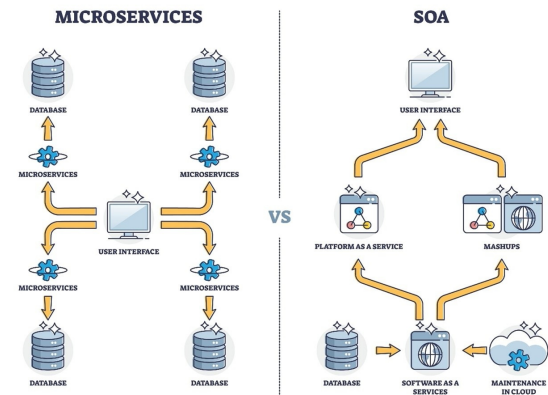 MICROSERVICES
DATABASE
DATABASE
MICROSERVICES
MICROSERVICES
USER INTERFACE
MICROSERVICES
MICROSERVICES
DATABASE
DATABASE
VS
SOA
USER INTERFACE
PLATFORM AS A SERVICE
MASHUPS
DATABASE
SOFTWARE AS A
SERVICES
MAINTENANCE
IN CLOUD